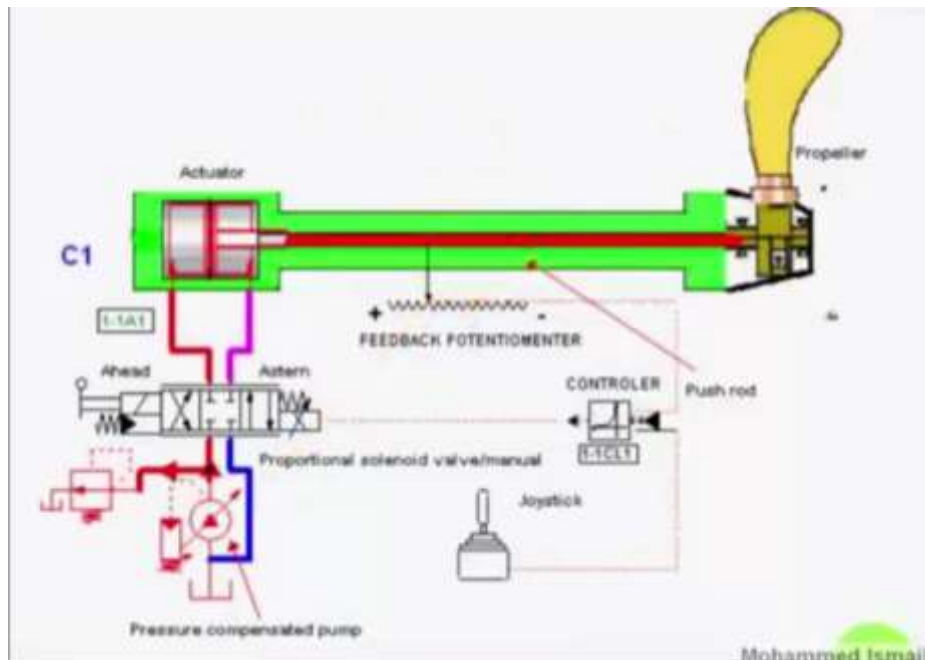 Propeller
Actuator
C1
1-1A1
+
-
FEEDBACK POTENTIOMENTER
Ahead
Astern
CONTROLER
Push rod
1-1CL1
Proportional solenoid valve/manual
Joystick
Pressure compensated pump
Mohammed Ismail